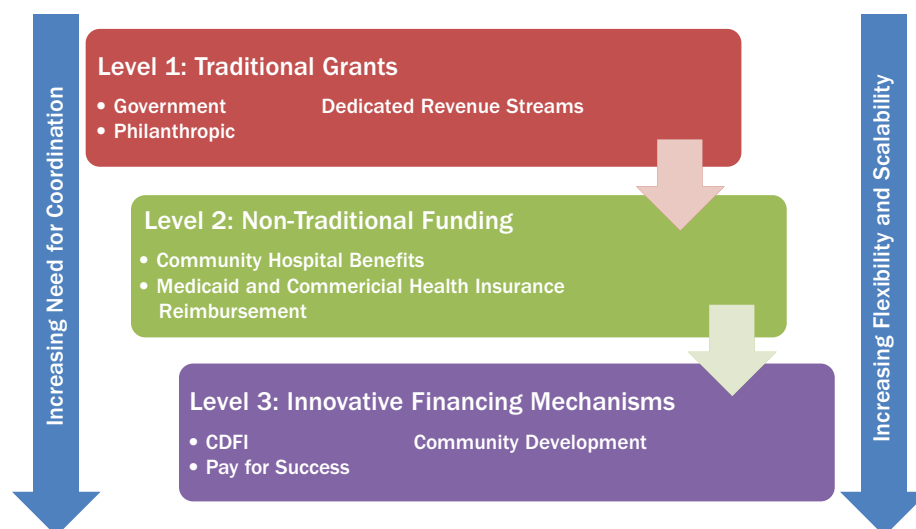 Increasing Need for Coordination
Level 1: Traditional Grants
• Government Dedicated Revenue Streams
• Philanthropic
Level 2: Non-Traditional Funding
• Community Hospital Benefits
• Medicaid and Commericial Health Insurance
Reimbursement
Level 3: Innovative Financing Mechanisms
• CDFI Community Development
• Pay for Success
Increasing Flexibility and Scalability